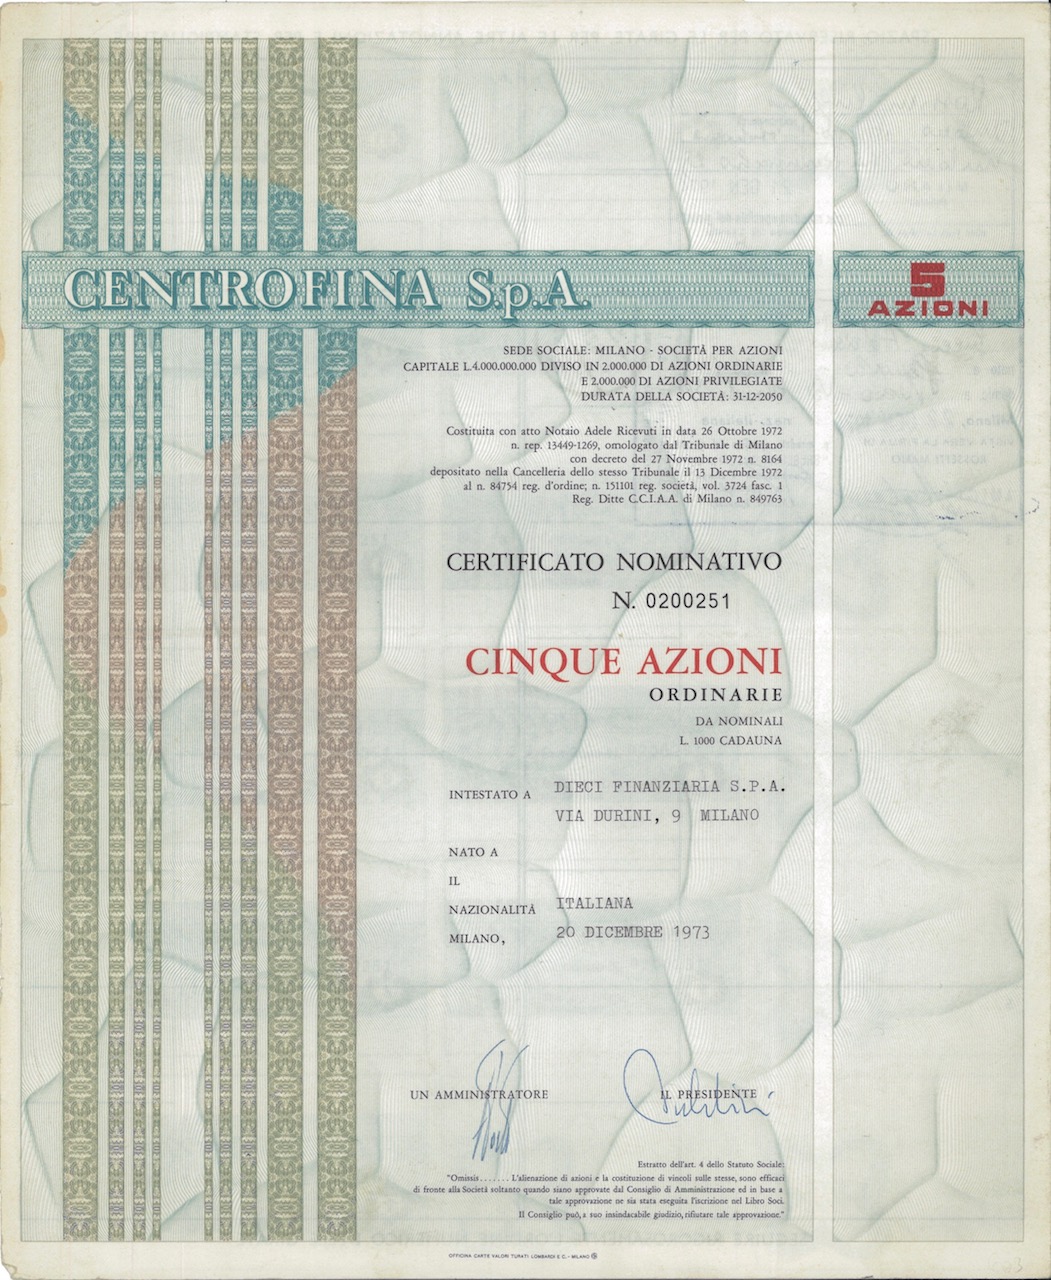 CENTROFINA S.p.A.
5
AZIONI
SEDE SOCIALE: MILANO - SOCIETÀ PER AZIONI
CAPITALE L.4.000.000.000 DIVISO IN 2.000.000 DI AZIONI ORDINARIE
E 2.000.000 DI AZIONI PRIVILEGIATE
DURATA DELLA SOCIETÀ: 31-12-2050
Costituita con atto Notaio Adele Ricevuti in data 26 Ottobre 1972
n. rep. 13449-1269, omologato dal Tribunale di Milano
con decreto del 27 Novembre 1972 n. 8164
depositato nella Cancelleria dello stesso Tribunale il 13 Dicembre 1972
al n. 84754 reg. d'ordine; n. 151101 reg. società, vol. 3724 fasc. 1
Reg. Ditte C.C.I.A.A. di Milano n. 849763
CERTIFICATO NOMINATIVO
N. 0200251
CINQUE AZIONI
ORDINARIE
DA NOMINALI
L. 1000 CADAUNA
INTESTATO A DIECI FINANZIARIA S.P.A.
VIA DURINI, 9 MILANO
NATO A
IL
NAZIONALITÀ ITALIANA
MILANO, 20 DICEMBRE 1973
UN AMMINISTRATORE IL PRESIDENTE
Estratto dell'art. 4 dello Statuto Sociale:
"Omissis....... L'alienazione di azioni e la costituzione di vincoli sulle stesse, sono efficaci
di fronte alla Società soltanto quando siano approvate dal Consiglio di Amministrazione ed in base a
tale approvazione ne sia stata eseguita l'iscrizione nel Libro Soci.
Il Consiglio può, a suo insindacabile giudizio, rifiutare tale approvazione."
OFFICINA CARTE VALORI TURATI LOMBARDI E C. - MILANO